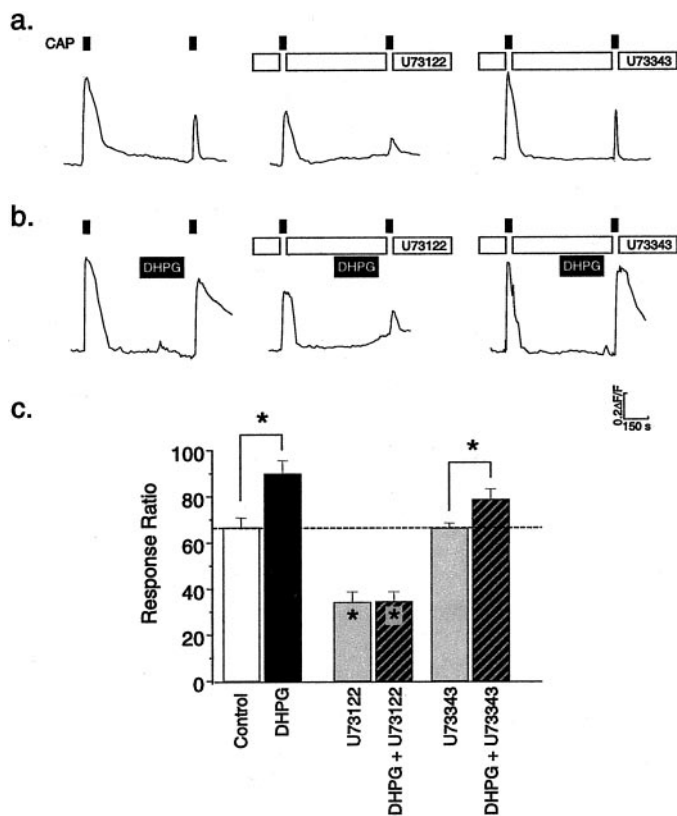 a.
CAP
U73122
U73343
b.
DHPG
U73122
DHPG
U73343
DHPG
0.2ΔF/F
150 s
c.
*
*
100
80
60
40
20
0
Response Ratio
*
*
Control
DHPG
U73122
DHPG + U73122
U73343
DHPG + U73343